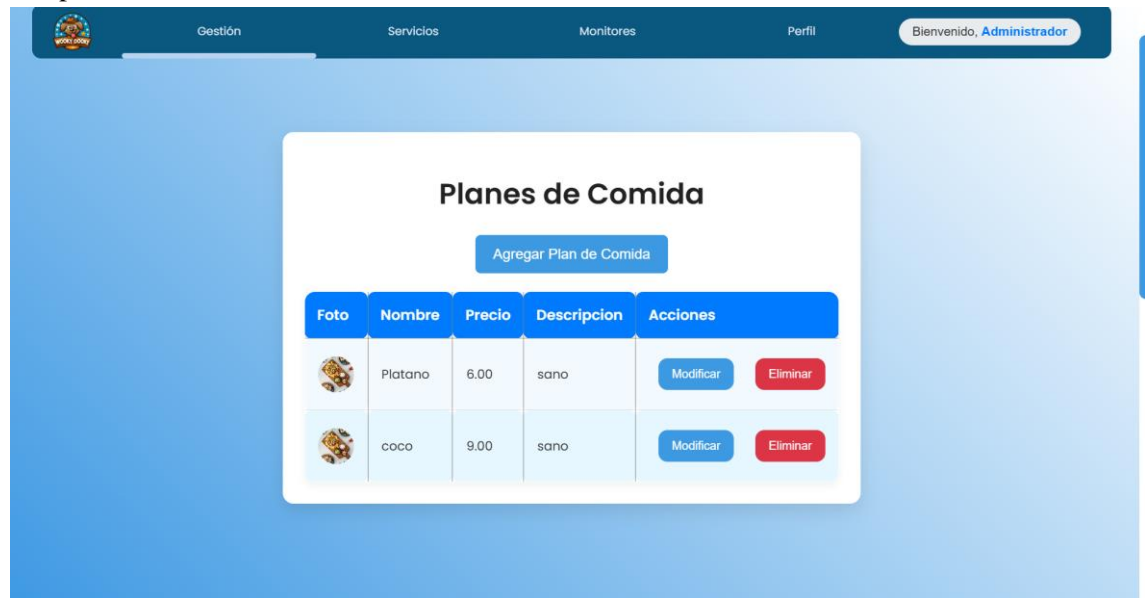 Gestión
Servicios
Monitores
Perfil
Bienvenido, Administrador
Planes de Comida
Agregar Plan de Comida
Foto Nombre Precio Descripcion Acciones
Platano 6.00 sano Modificar Eliminar
coco 9.00 sano Modificar Eliminar